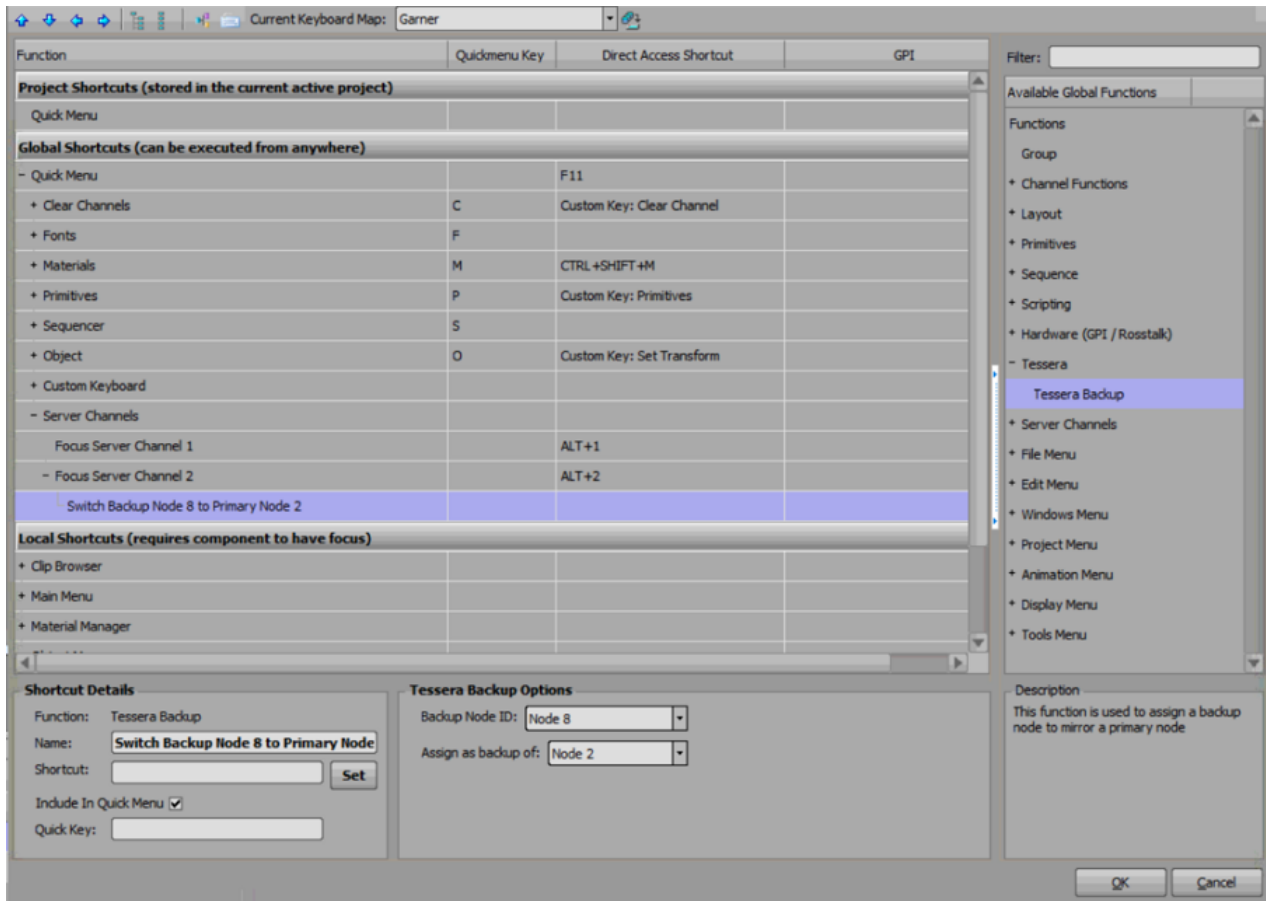 Current Keyboard Map: Garner
Function Quickmenu Key Direct Access Shortcut GPI
Project Shortcuts (stored in the current active project)
Quick Menu
Global Shortcuts (can be executed from anywhere)
- Quick Menu F11
+ Clear Channels C Custom Key: Clear Channel
+ Fonts F
+ Materials M CTRL+SHIFT+M
+ Primitives P Custom Key: Primitives
+ Sequencer S
+ Object O Custom Key: Set Transform
+ Custom Keyboard
- Server Channels
Focus Server Channel 1 ALT+1
- Focus Server Channel 2 ALT+2
Switch Backup Node 8 to Primary Node 2
Local Shortcuts (requires component to have focus)
+ Clip Browser
+ Main Menu
+ Material Manager
Filter:
Available Global Functions
Functions
Group
+ Channel Functions
+ Layout
+ Primitives
+ Sequence
+ Scripting
+ Hardware (GPI / Rosstalk)
- Tessera
Tessera Backup
+ Server Channels
+ File Menu
+ Edit Menu
+ Windows Menu
+ Project Menu
+ Animation Menu
+ Display Menu
+ Tools Menu
Shortcut Details
Function: Tessera Backup
Name: Switch Backup Node 8 to Primary Node
Shortcut: Set
Include In Quick Menu
Quick Key:
Tessera Backup Options
Backup Node ID: Node 8
Assign as backup of: Node 2
Description
This function is used to assign a backup
node to mirror a primary node
OK Cancel